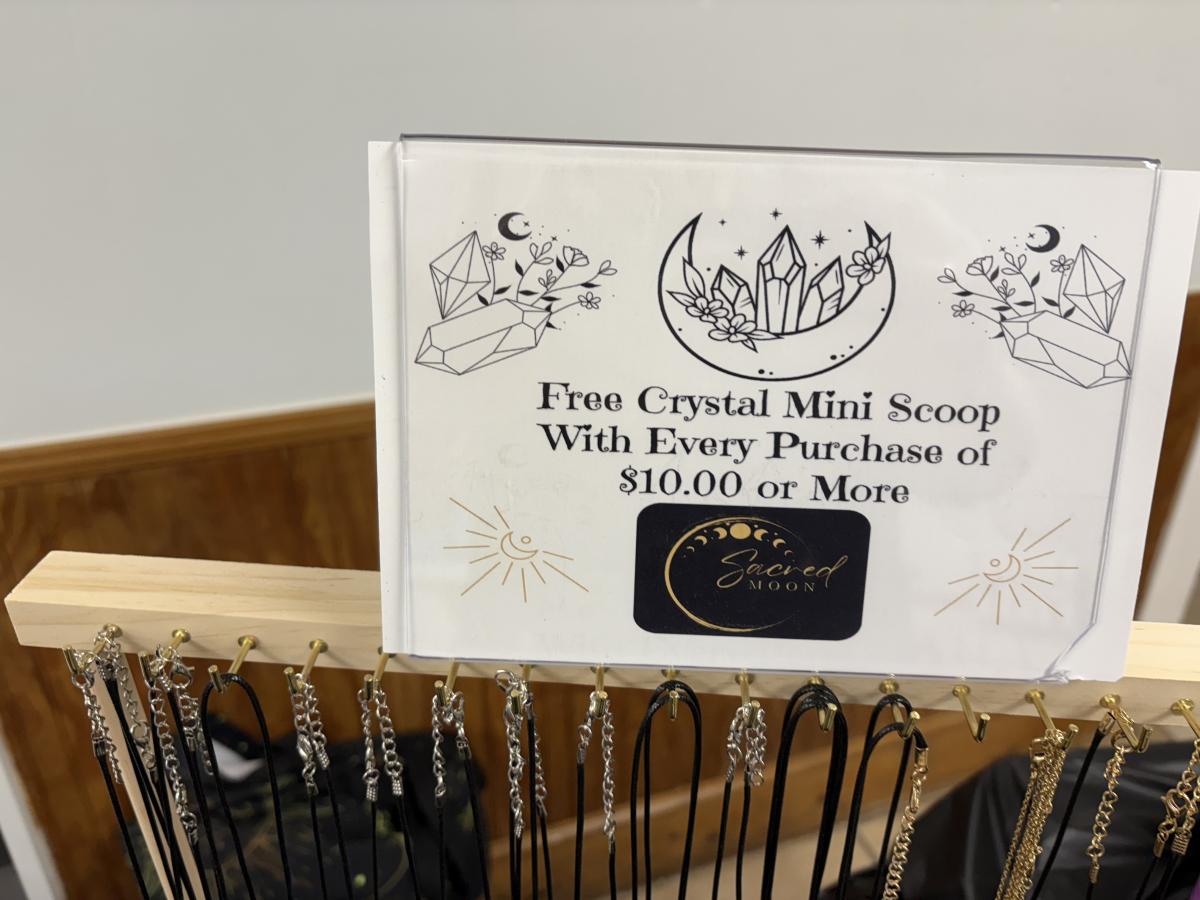 Free Crystal Mini Scoop
With Every Purchase of
$10.00 or More
Sacred
MOON